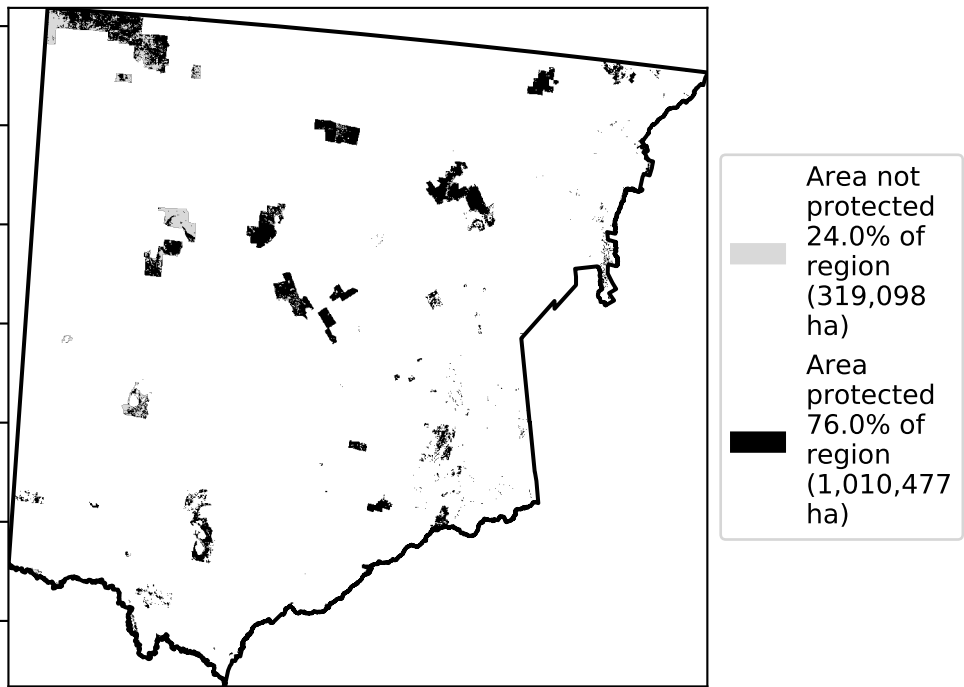 Area not
protected
24.0% of
region
(319,098
ha)
Area
protected
76.0% of
region
(1,010,477
ha)